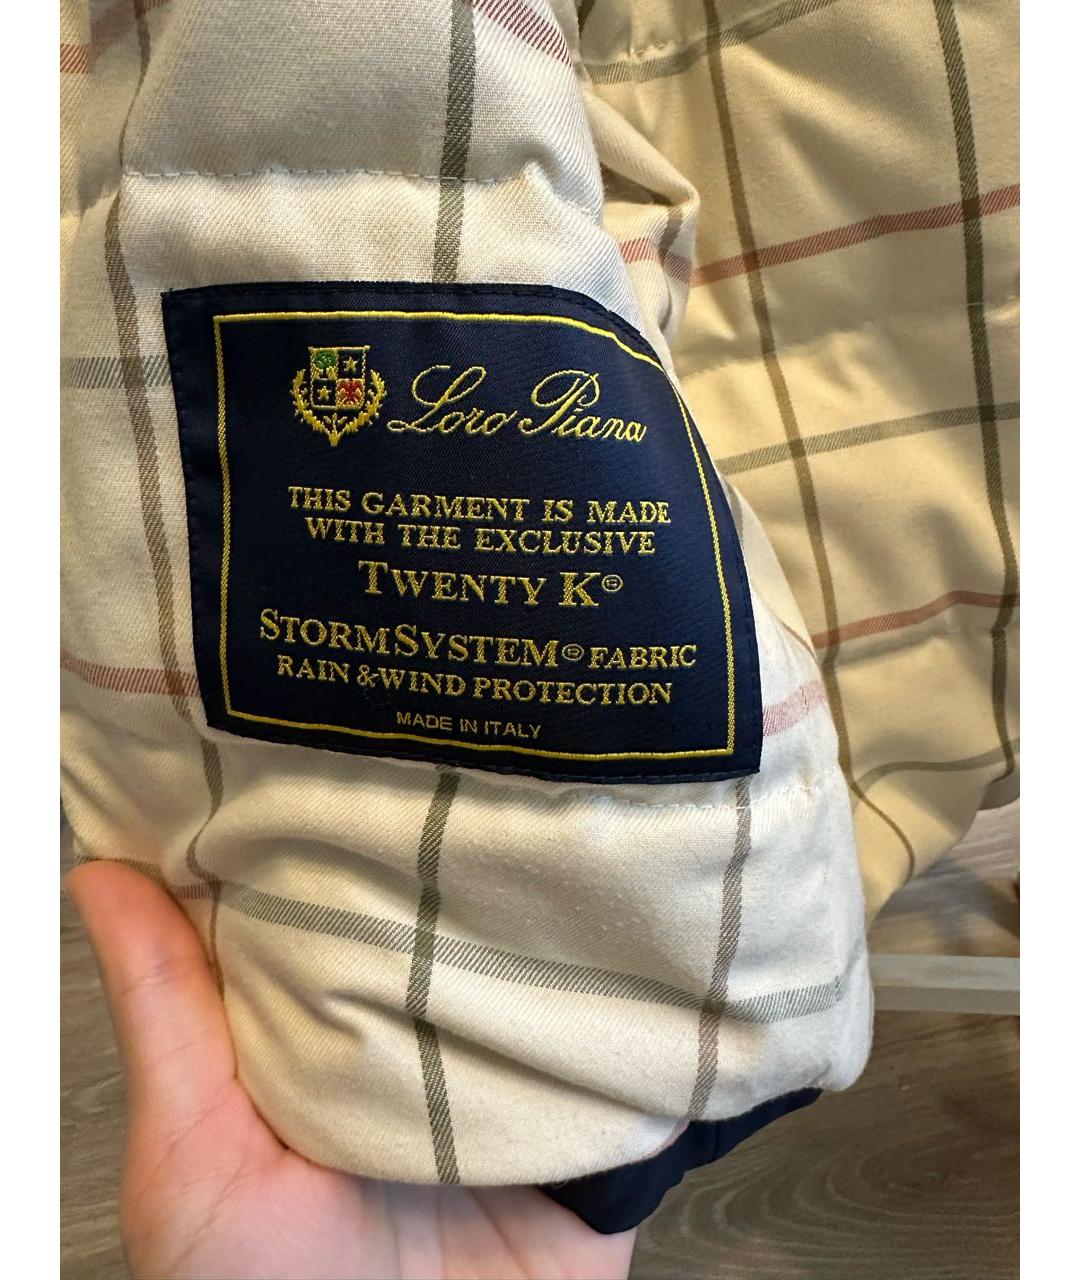 Loro Piana
THIS GARMENT IS MADE
WITH THE EXCLUSIVE
TWENTY K®
STORMSYSTEM® FABRIC
RAIN & WIND PROTECTION
MADE IN ITALY